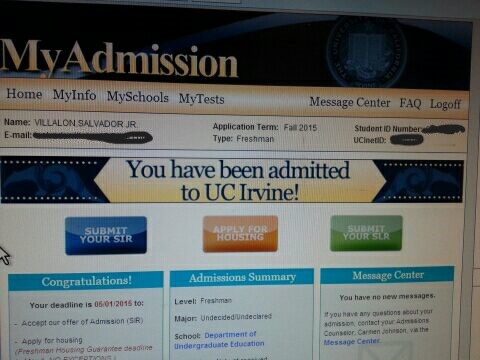 MyAdmission
Home MyInfo MySchools MyTests Message Center FAQ Logoff
Name: VILLALON,SALVADOR JR. Application Term: Fall 2015 Student ID Number:
E-mail: Type: Freshman UCInetID:
You have been admitted
to UC Irvine!
SUBMIT
YOUR SIR
APPLY FOR
HOUSING
SUBMIT
YOUR SLR
Congratulations!
Your deadline is 05/01/2015 to:
- Accept our offer of Admission (SIR)
- Apply for housing
(Freshman Housing Guarantee deadline
NO EXCEPTIONS
Admissions Summary
Level: Freshman
Major: Undecided/Undeclared
School: Department of
Undergraduate Education
Message Center
You have no new messages.
If you have any questions about your
admission, contact your Admissions
Counselor, Carmen Johnson, via the
Message Center.